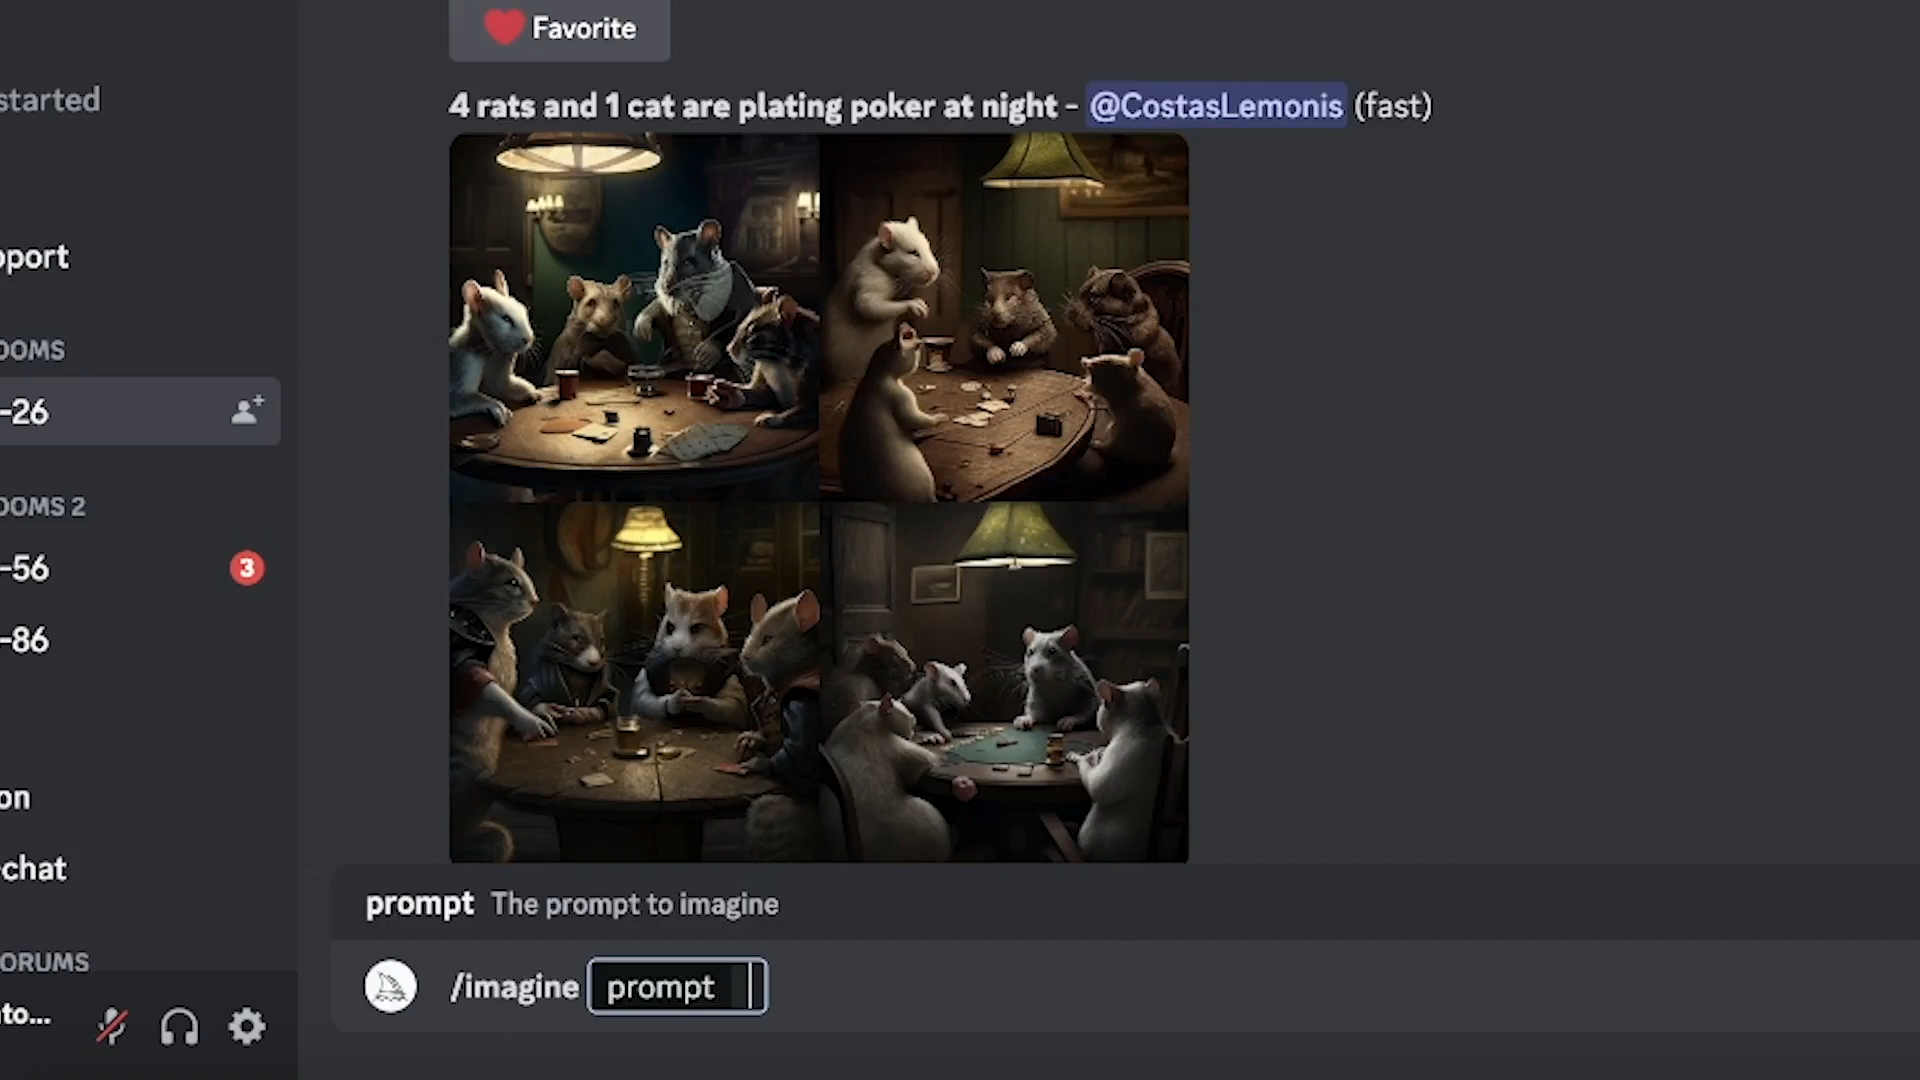 Favorite
started
4 rats and 1 cat are plating poker at night - @CostasLemonis (fast)
pport
OOMS
-26
OOMS 2
-56
3
-86
on
-chat
ORUMS
prompt The prompt to imagine
/imagine prompt
to...